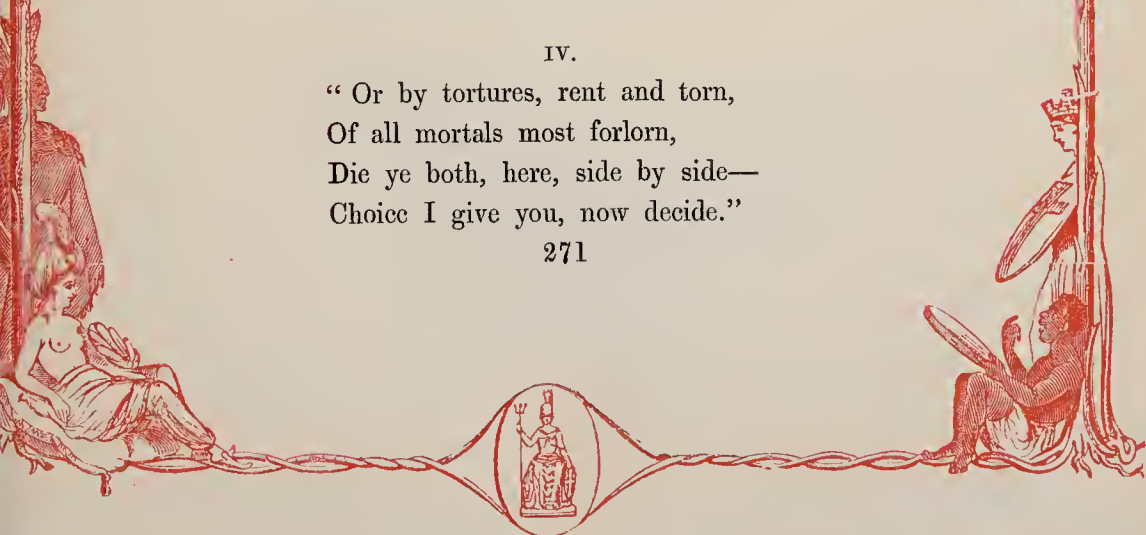 IV.
“ Or by tortures, rent and torn,
Of all mortals most forlorn,
Die ye both, here, side by side—
Choice I give you, now decide.”
271